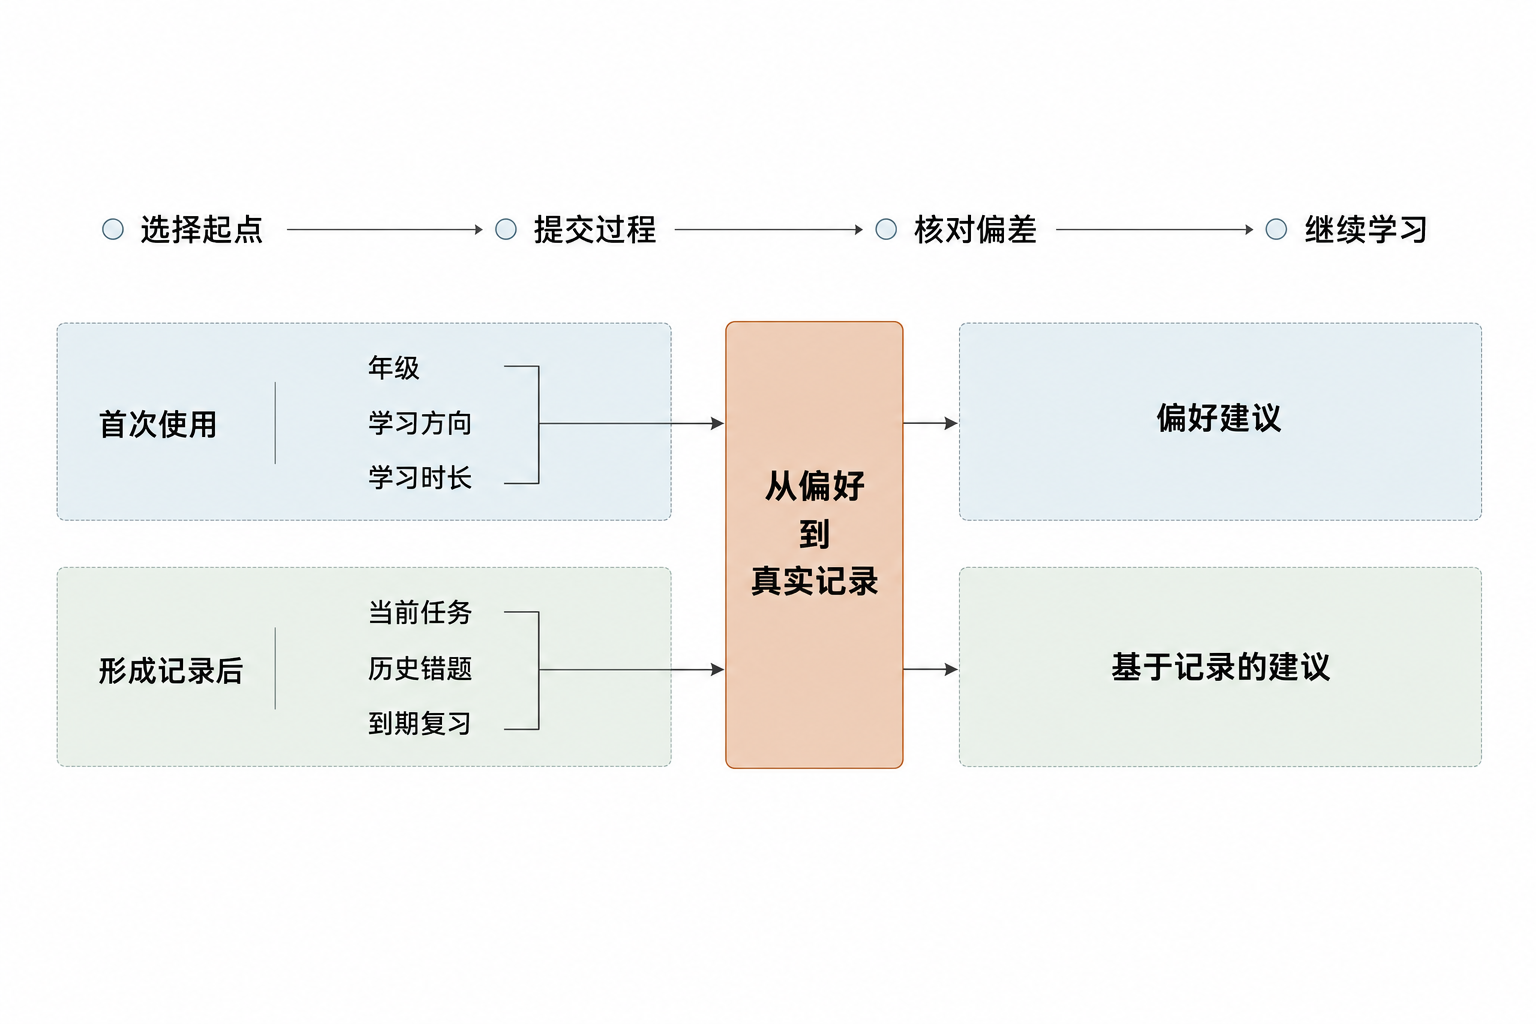 选择起点
提交过程
核对偏差
继续学习
首次使用
年级
学习方向
学习时长
形成记录后
当前任务
历史错题
到期复习
从偏好
到
真实记录
偏好建议
基于记录的建议